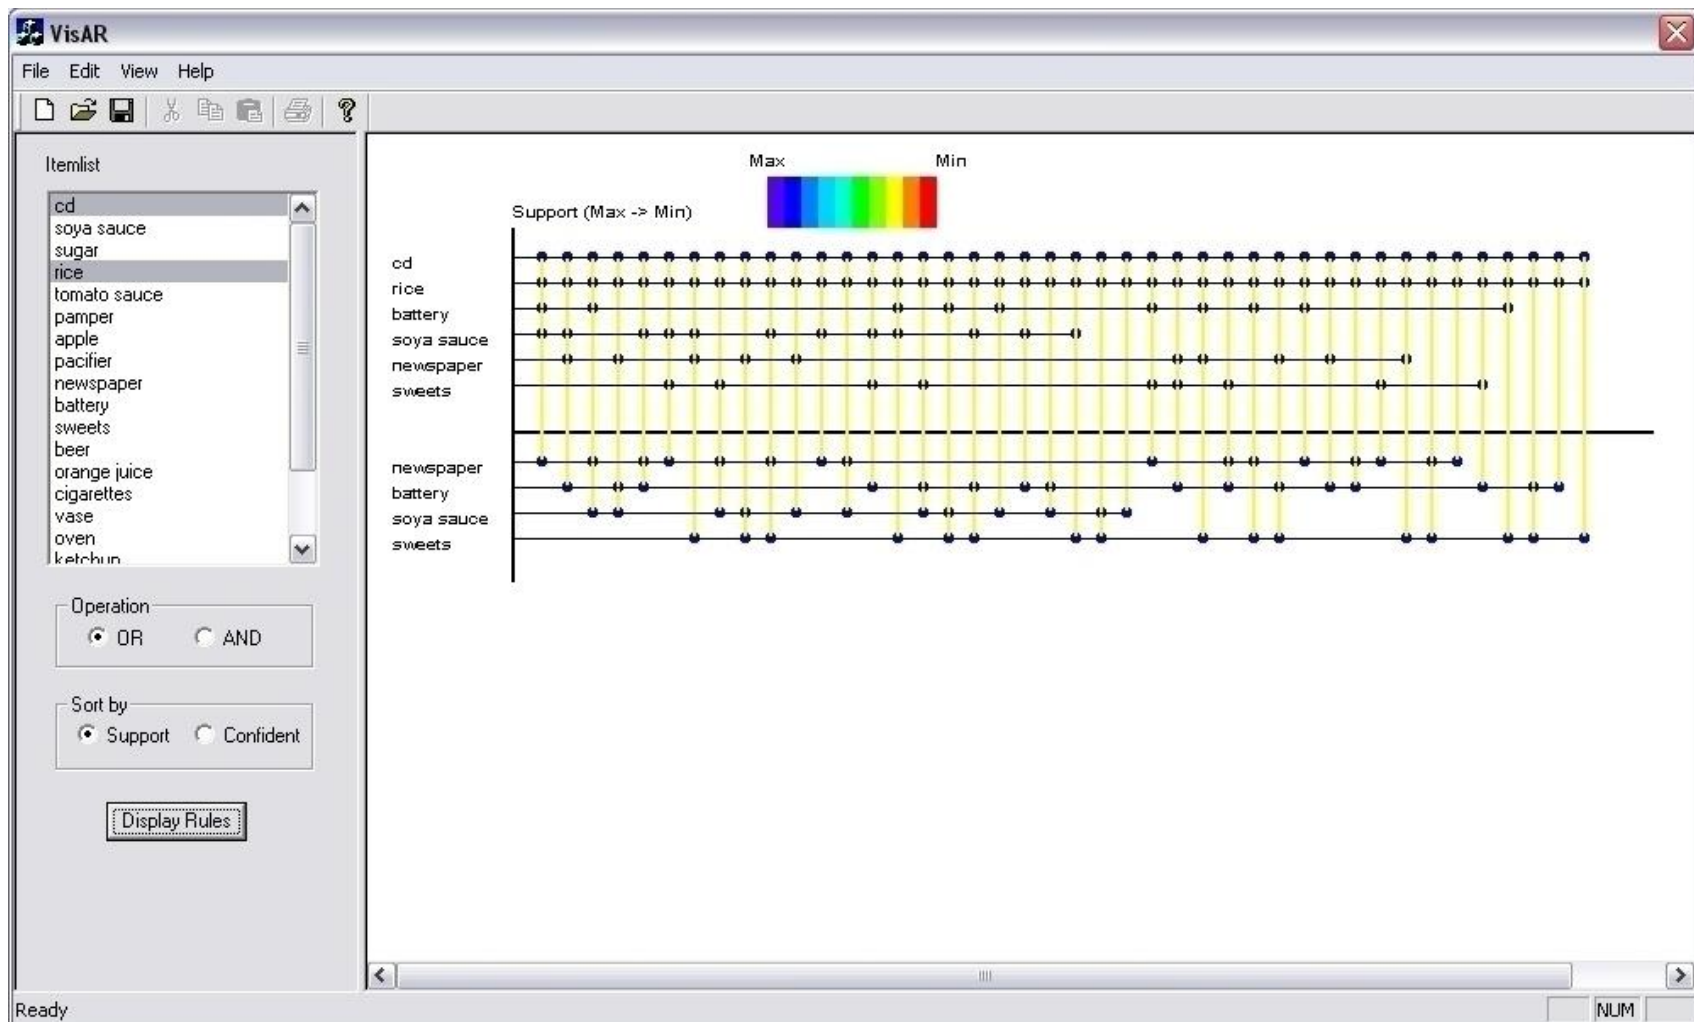 VisAR
File Edit View Help
Itemlist
cd
soya sauce
sugar
rice
tomato sauce
pamper
apple
pacifier
newspaper
battery
sweets
beer
orange juice
cigarettes
vase
oven
ketchup
Operation
OR AND
Sort by
Support Confident
Display Rules
Max Min
Support (Max -> Min)
cd
rice
battery
soya sauce
newspaper
sweets
newspaper
battery
soya sauce
sweets
Ready NUM